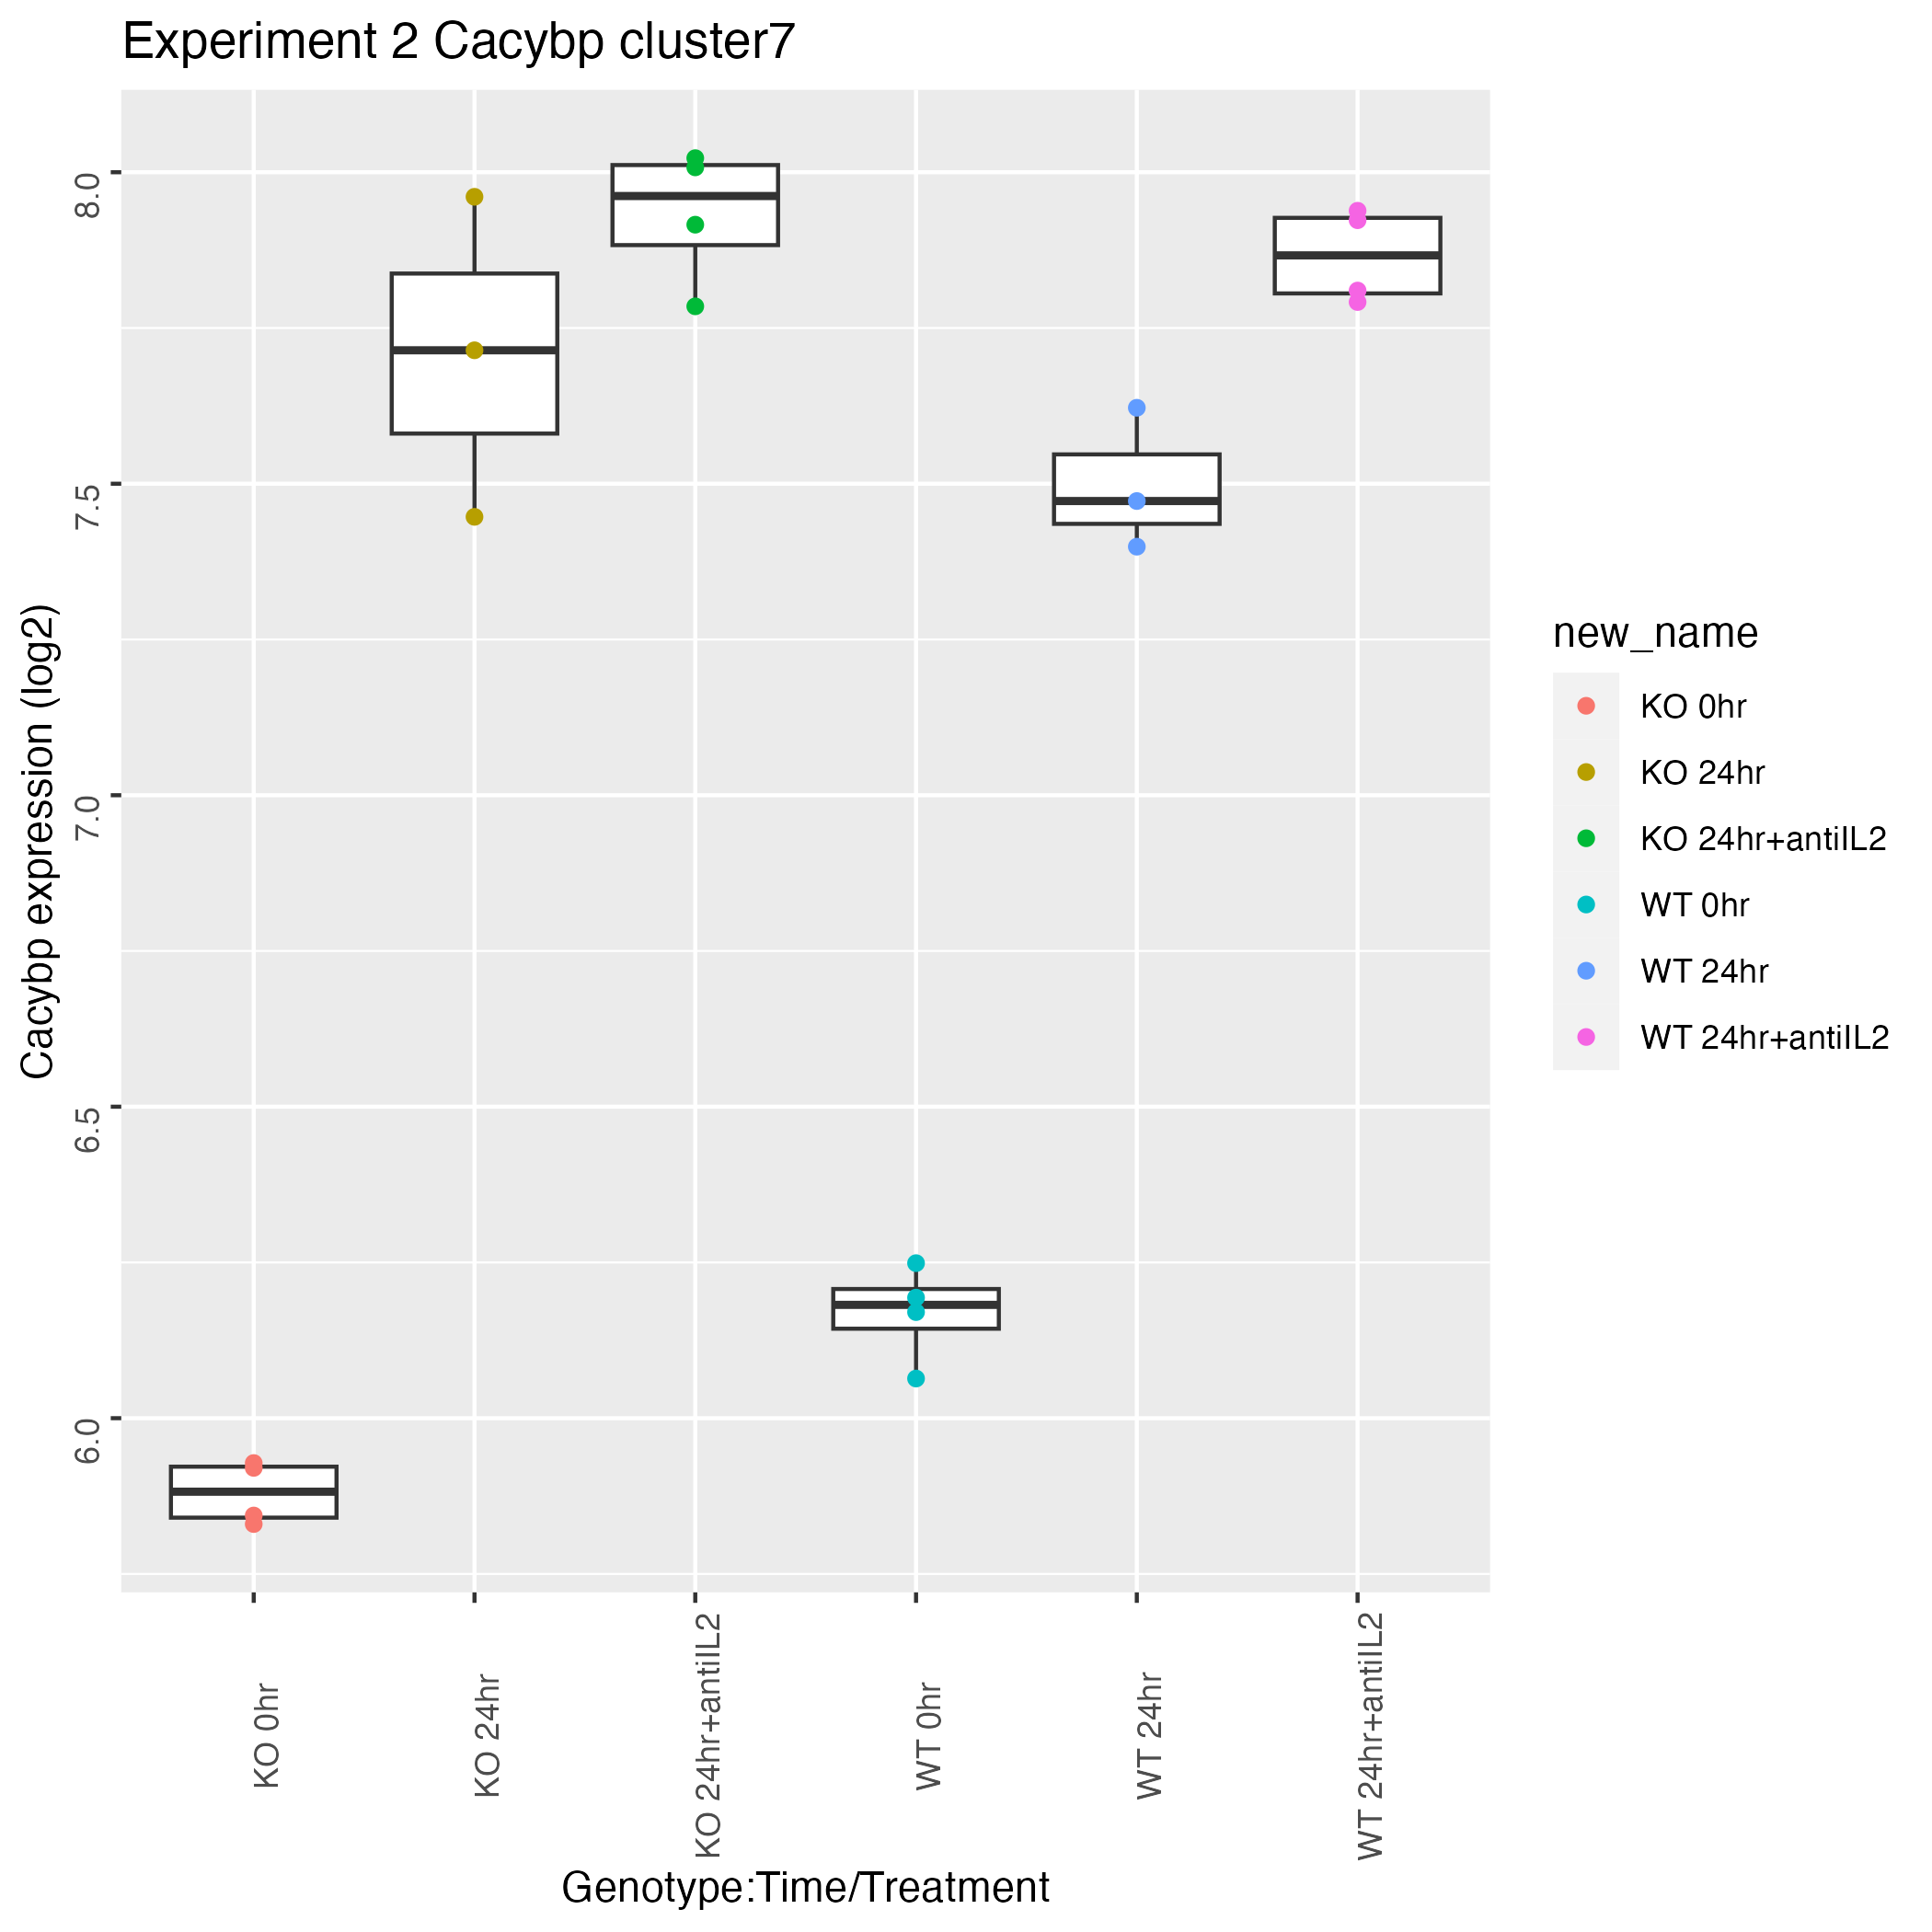 Experiment 2 Cacybp cluster7
Cacybp expression (log2)
8.0
7.5
7.0
6.5
6.0
KO 0hr
KO 24hr
KO 24hr+antiIL2
WT 0hr
WT 24hr
WT 24hr+antiIL2
Genotype:Time/Treatment
new_name
KO 0hr
KO 24hr
KO 24hr+antiIL2
WT 0hr
WT 24hr
WT 24hr+antiIL2